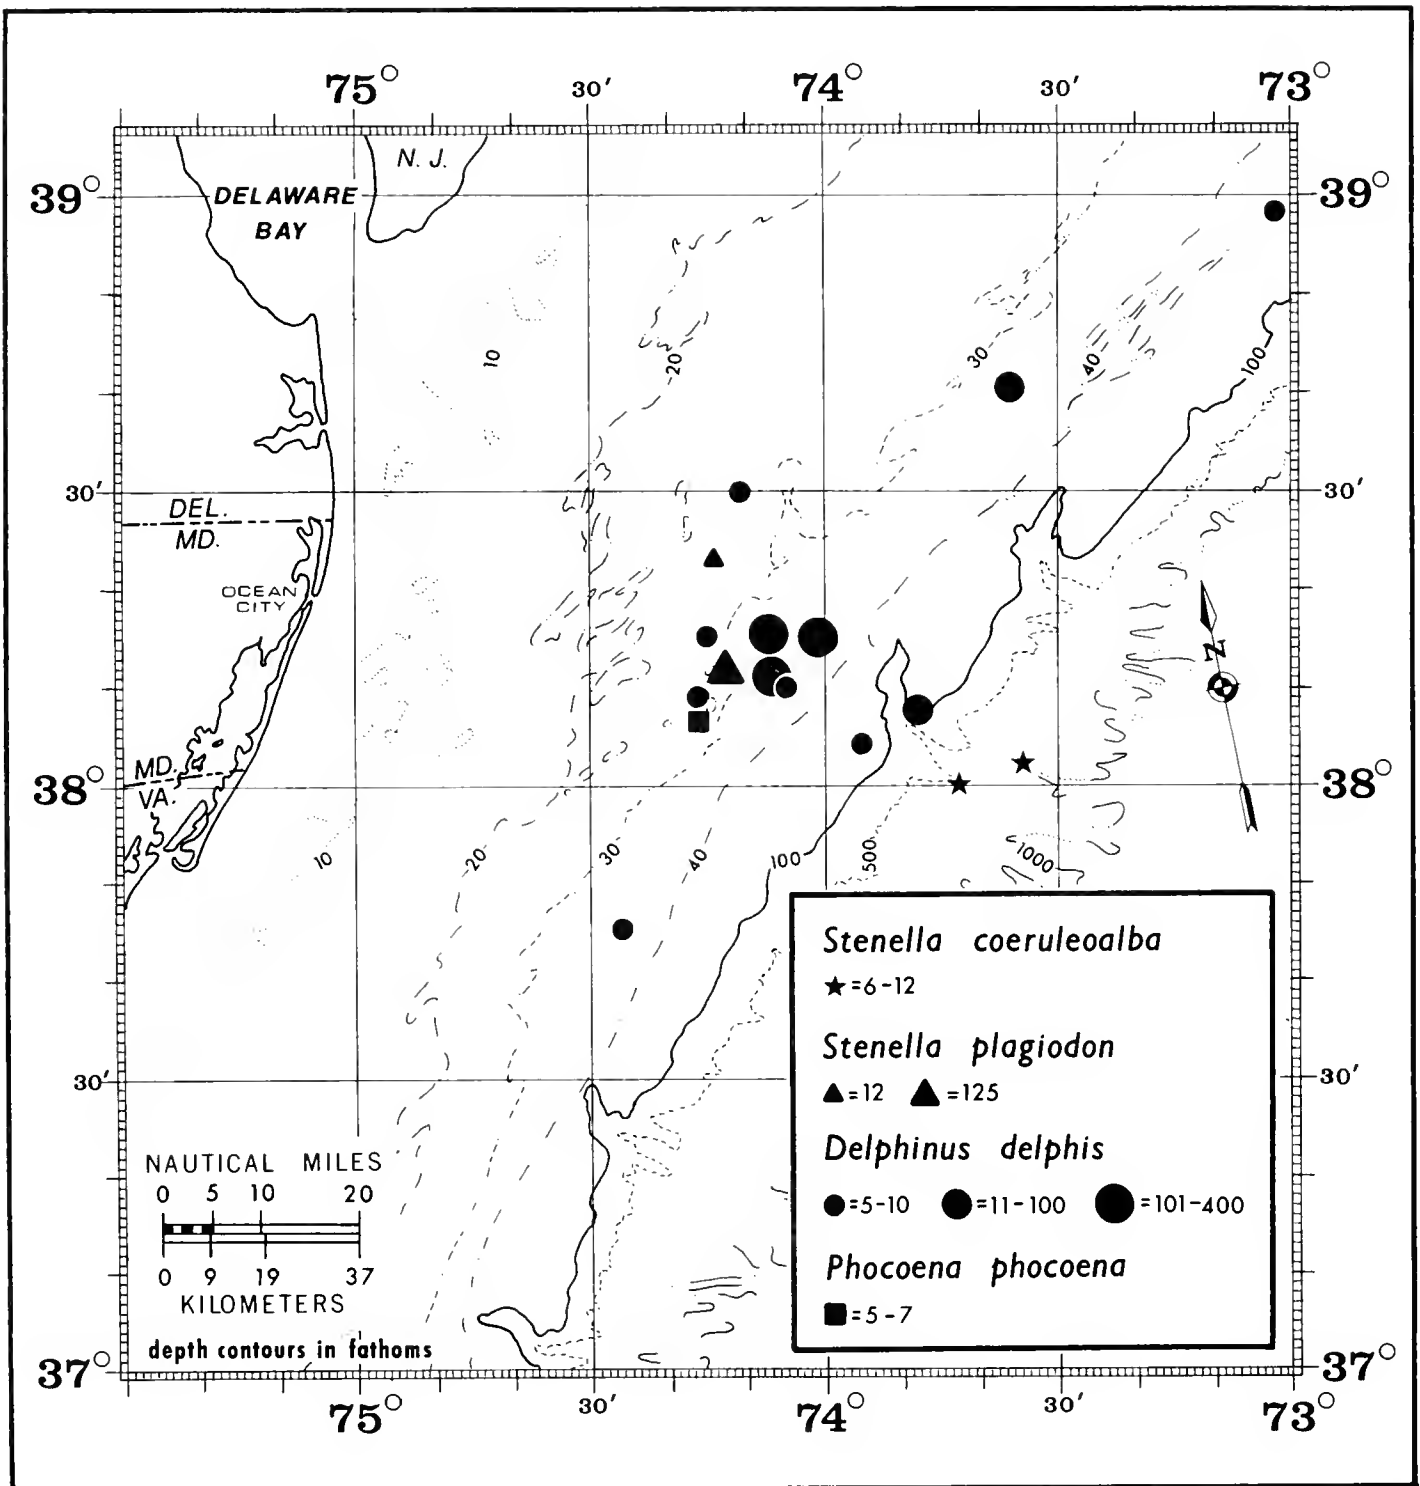 75° 30' 74° 30' 73°
N. J.
39° DELAWARE 39°
BAY
10 20 30 40 100
30' 30'
DEL.
MD.
OCEAN
CITY
N
MD.
38° 38°
VA.
10 20 30 40 100 500 1000
Stenella coeruleoalba
★=6-12
Stenella plagiodon
▲=12 ▲=125
30' 30'
Delphinus delphis
●=5-10 ●=11-100 ●=101-400
NAUTICAL MILES
0 5 10 20
Phocoena phocoena
0 9 19 37
KILOMETERS
■=5-7
depth contours in fathoms
37° 37°
75° 30' 74° 30' 73°